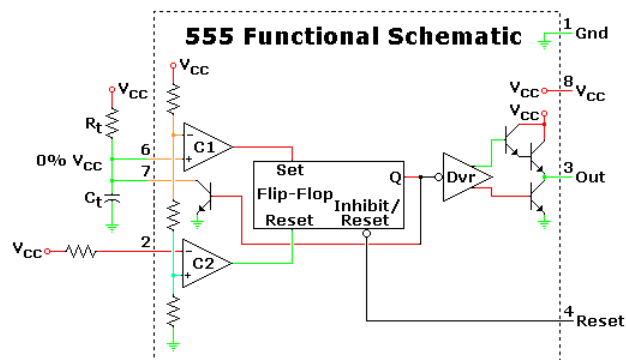 555 Functional Schematic
1 Gnd
VCC
VCC
VCC 8 VCC
VCC
Rt
0% VCC
6
C1
7
Ct
Set
Flip-Flop
Q
Inhibit/
Reset
Reset
Dvr
3 Out
VCC
2
C2
4
Reset